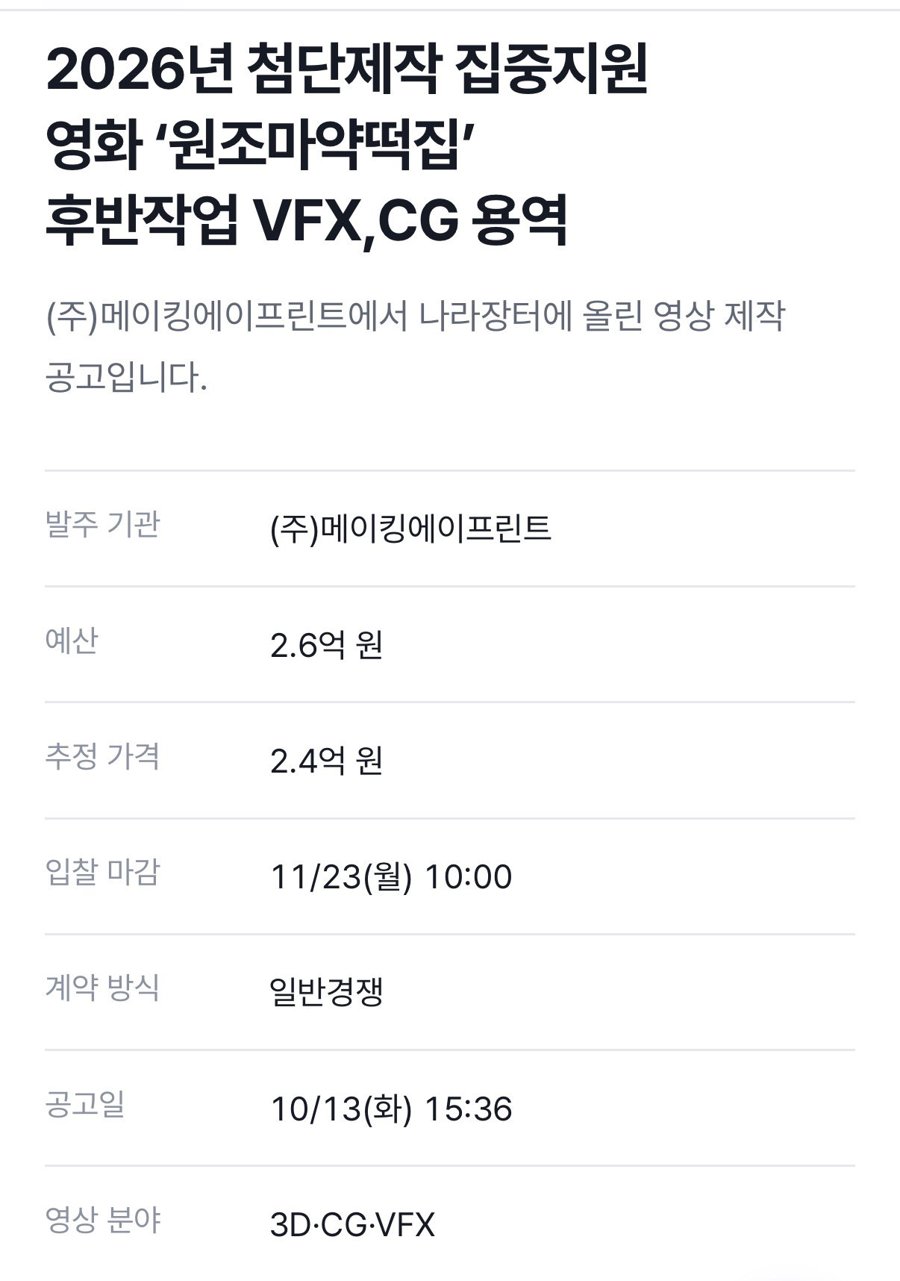 2026년 첨단제작 집중지원
영화 ‘원조마약떡집’
후반작업 VFX,CG 용역
(주)메이킹에이프린트에서 나라장터에 올린 영상 제작
공고입니다.
발주 기관 (주)메이킹에이프린트
예산 2.6억 원
추정 가격 2.4억 원
입찰 마감 11/23(월) 10:00
계약 방식 일반경쟁
공고일 10/13(화) 15:36
영상 분야 3D·CG·VFX